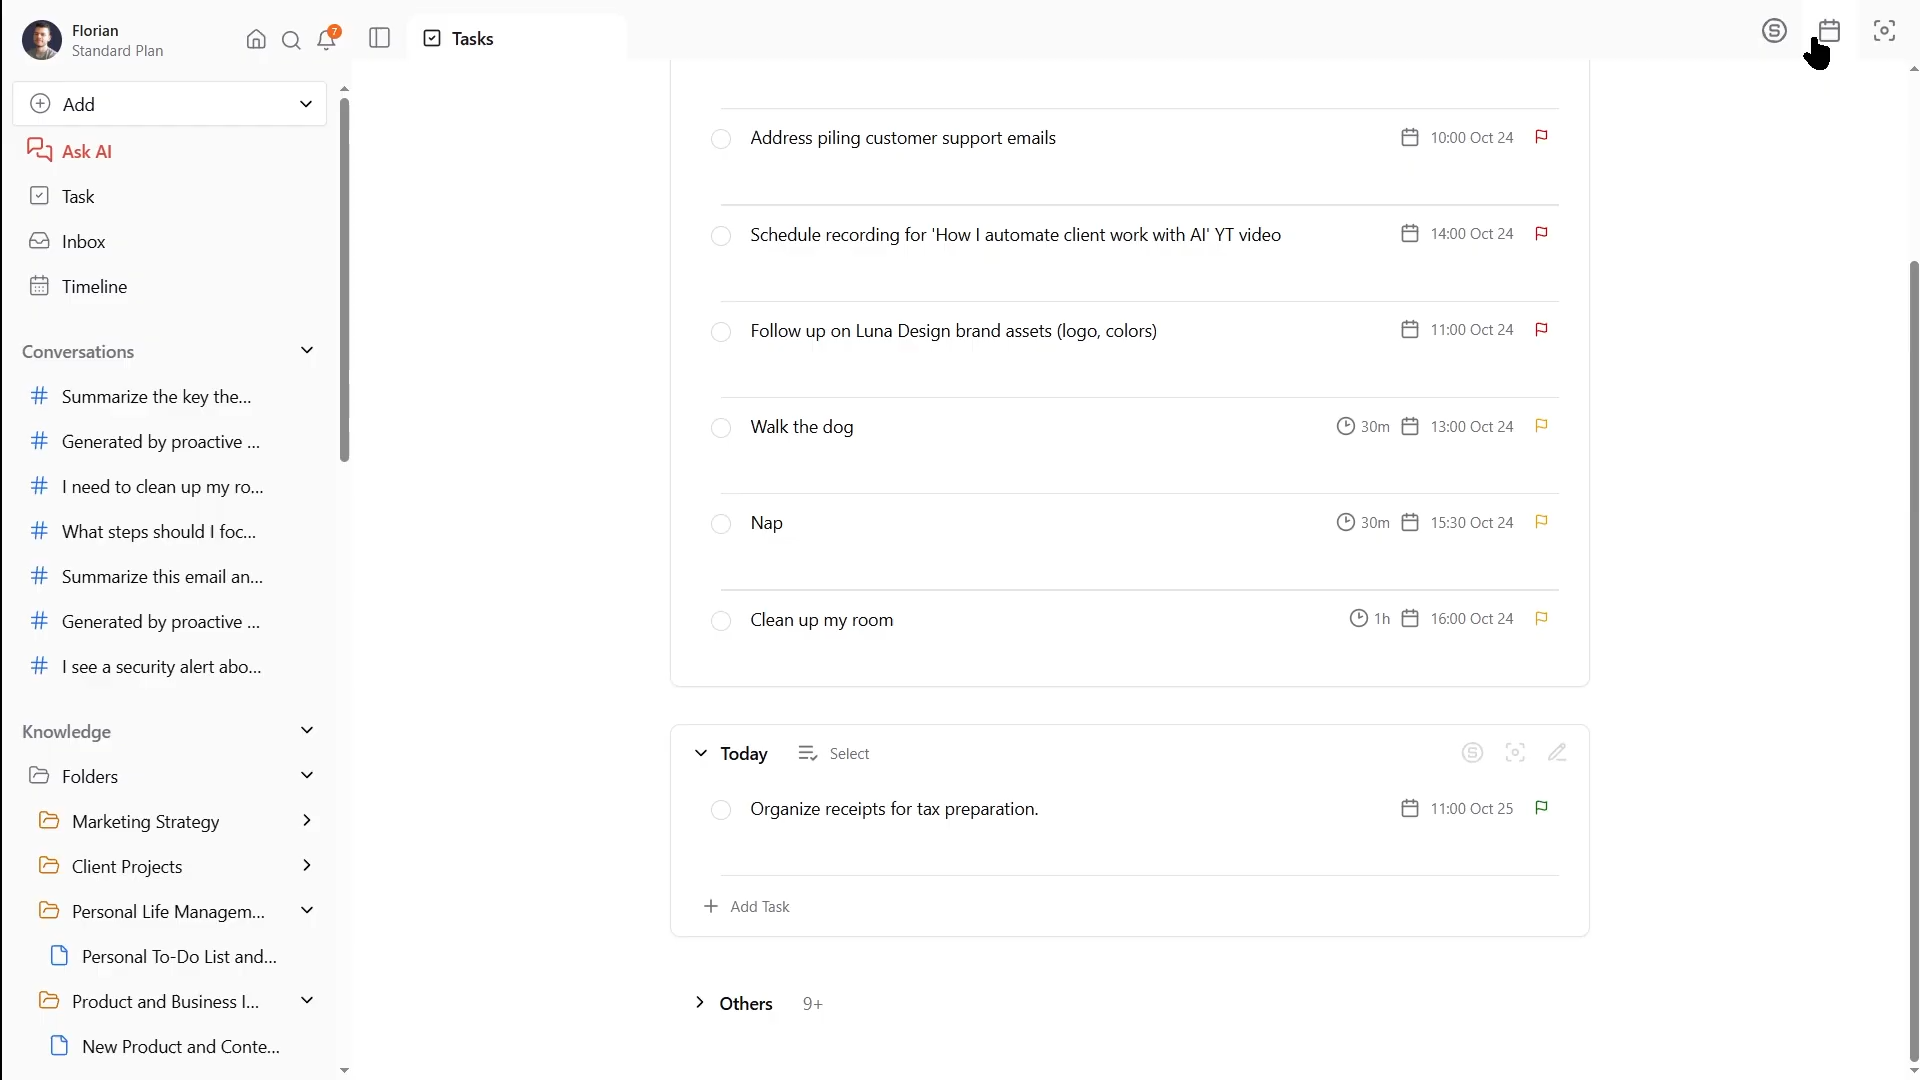 Florian
Standard Plan
7
Tasks
Add
Ask AI
Task
Inbox
Timeline
Conversations
# Summarize the key the...
# Generated by proactive ...
# I need to clean up my ro...
# What steps should I foc...
# Summarize this email an...
# Generated by proactive ...
# I see a security alert abo...
Knowledge
Folders
Marketing Strategy
Client Projects
Personal Life Managem...
Personal To-Do List and...
Product and Business I...
New Product and Conte...
Address piling customer support emails 10:00 Oct 24
Schedule recording for 'How I automate client work with AI' YT video 14:00 Oct 24
Follow up on Luna Design brand assets (logo, colors) 11:00 Oct 24
Walk the dog 30m 13:00 Oct 24
Nap 30m 15:30 Oct 24
Clean up my room 1h 16:00 Oct 24
Today Select
Organize receipts for tax preparation. 11:00 Oct 25
+ Add Task
Others 9+